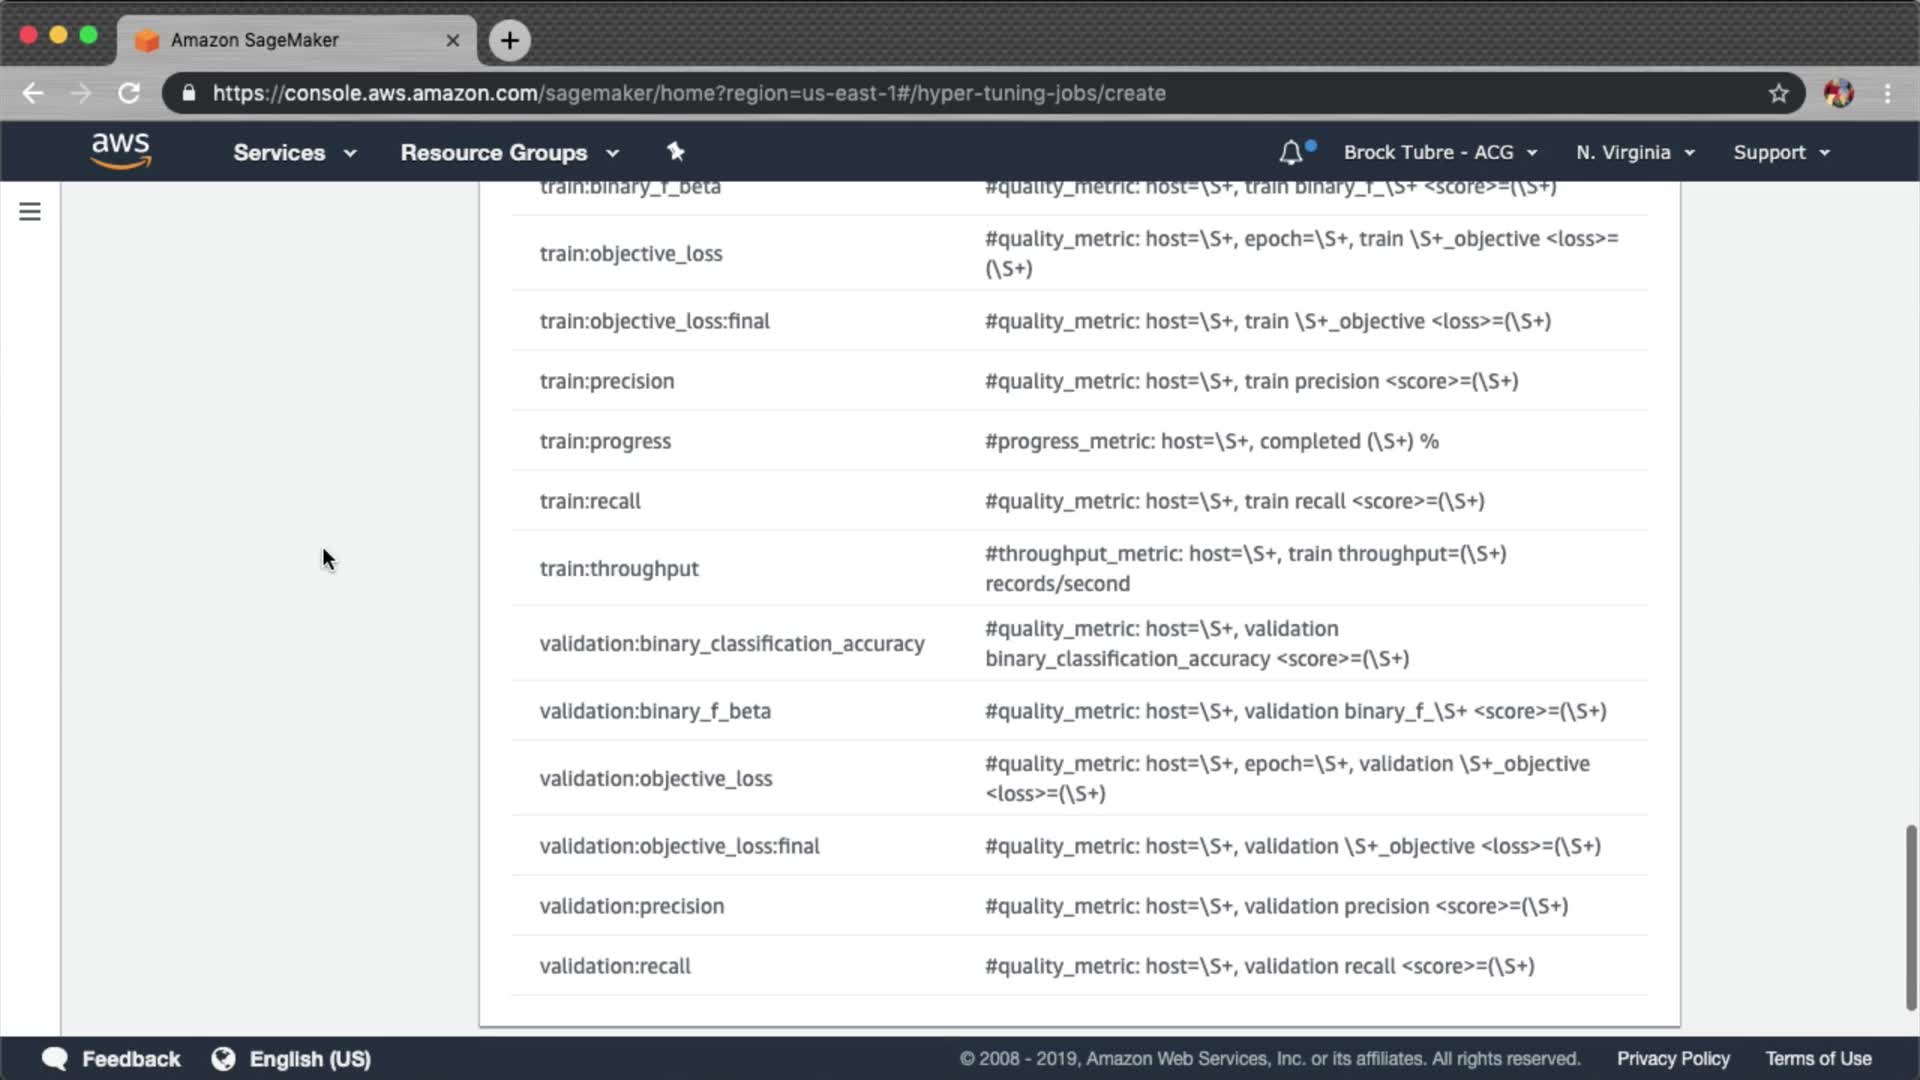 Amazon SageMaker
https://console.aws.amazon.com/sagemaker/home?region=us-east-1#/hyper-tuning-jobs/create
aws Services Resource Groups Brock Tubre - ACG N. Virginia Support
train:binary_f_beta #quality_metric: host=\S+, train binary_f_\S+ <score>=(\S+)
train:objective_loss #quality_metric: host=\S+, epoch=\S+, train \S+_objective <loss>=
(\S+)
train:objective_loss:final #quality_metric: host=\S+, train \S+_objective <loss>=(\S+)
train:precision #quality_metric: host=\S+, train precision <score>=(\S+)
train:progress #progress_metric: host=\S+, completed (\S+) %
train:recall #quality_metric: host=\S+, train recall <score>=(\S+)
train:throughput #throughput_metric: host=\S+, train throughput=(\S+)
records/second
validation:binary_classification_accuracy #quality_metric: host=\S+, validation
binary_classification_accuracy <score>=(\S+)
validation:binary_f_beta #quality_metric: host=\S+, validation binary_f_\S+ <score>=(\S+)
validation:objective_loss #quality_metric: host=\S+, epoch=\S+, validation \S+_objective
<loss>=(\S+)
validation:objective_loss:final #quality_metric: host=\S+, validation \S+_objective <loss>=(\S+)
validation:precision #quality_metric: host=\S+, validation precision <score>=(\S+)
validation:recall #quality_metric: host=\S+, validation recall <score>=(\S+)
Feedback English (US) © 2008 - 2019, Amazon Web Services, Inc. or its affiliates. All rights reserved. Privacy Policy Terms of Use